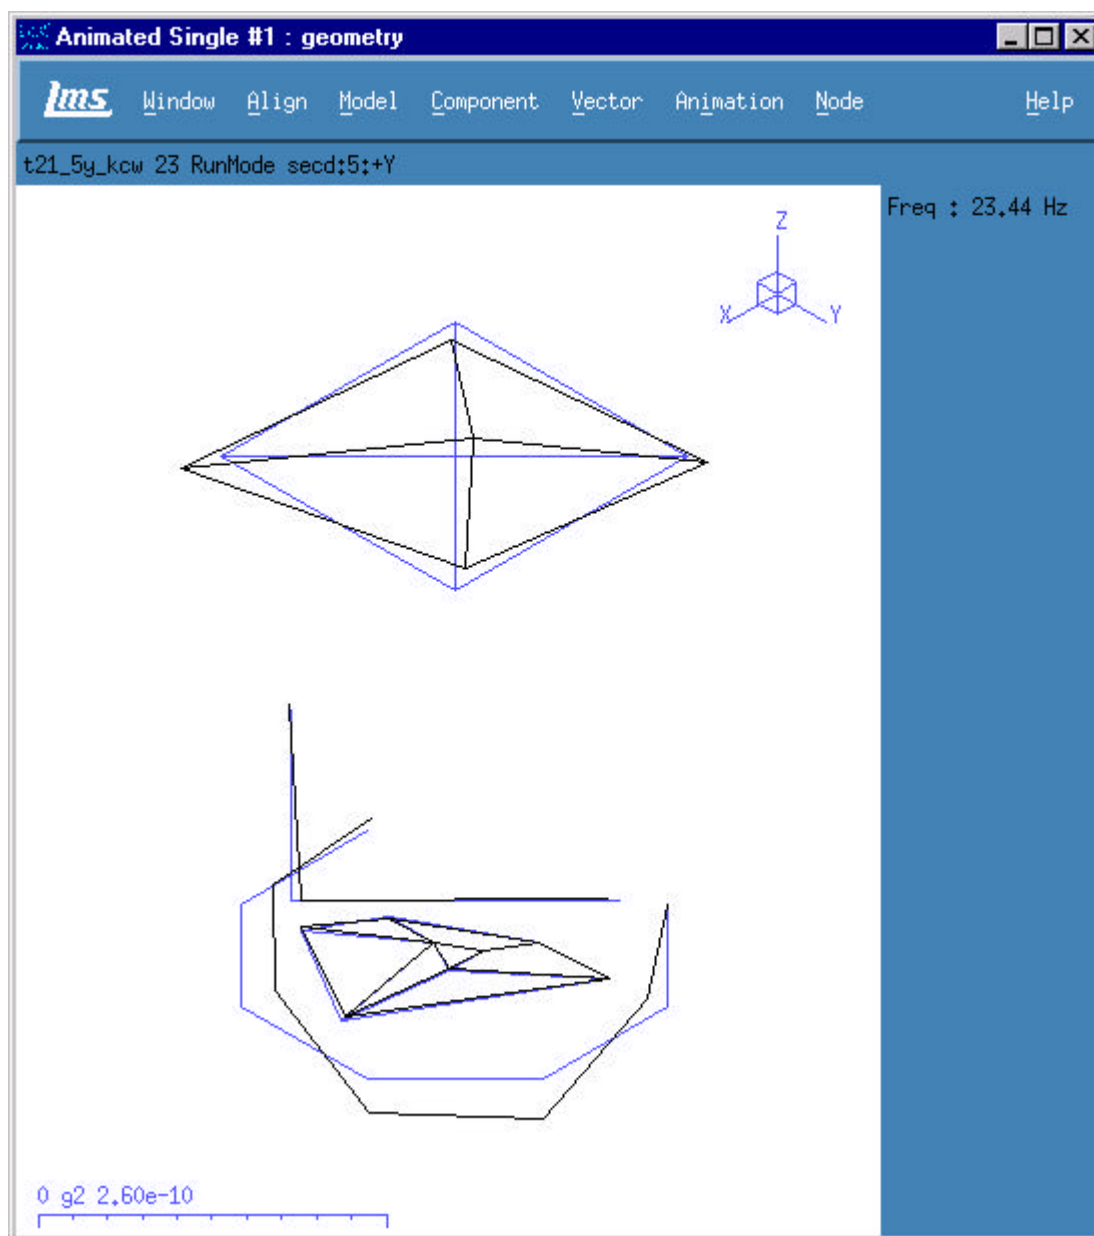 Animated Single #1 : geometry
lms Window Align Model Component Vector Animation Node Help
t21_5y_kcw 23 RunMode secd:5:+Y
Freq : 23.44 Hz
Z
X Y
0 g2 2.60e-10